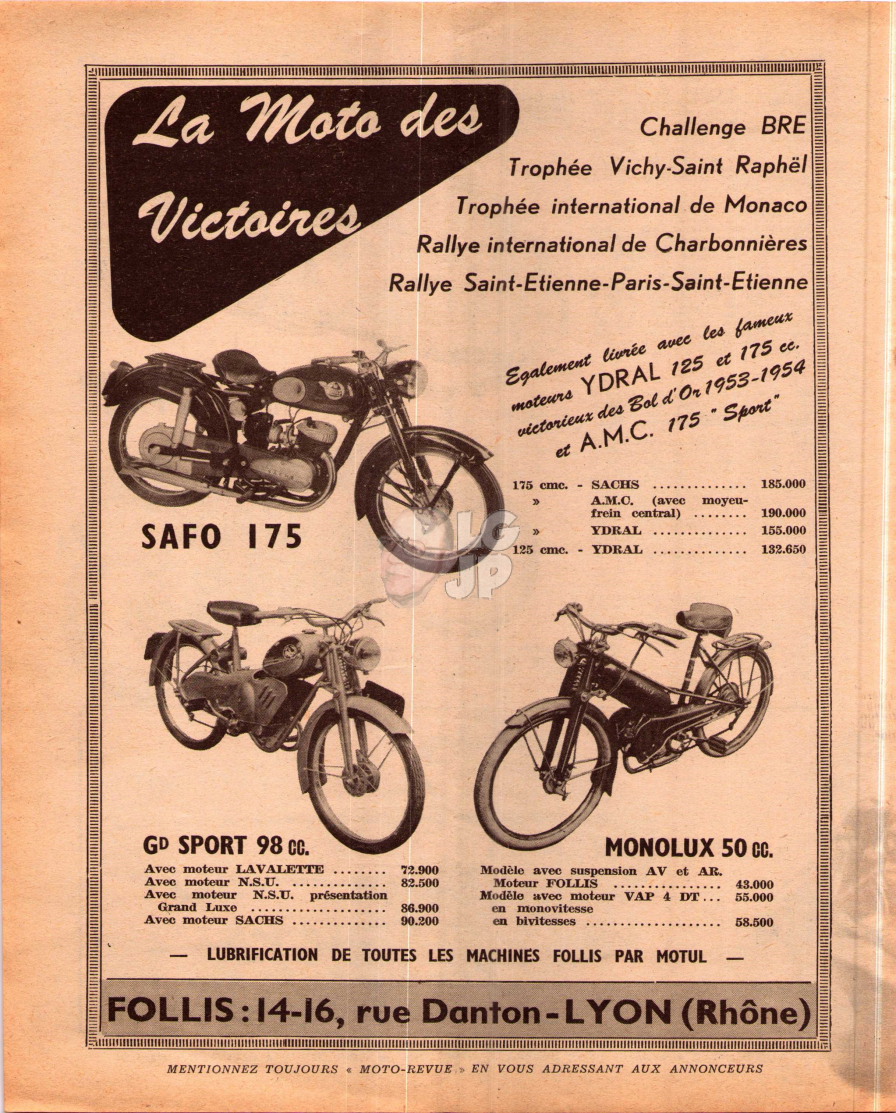 La Moto des
Victoires
Challenge BRE
Trophée Vichy-Saint Raphël
Trophée international de Monaco
Rallye international de Charbonnières
Rallye Saint-Etienne-Paris-Saint-Etienne
Egalement livrée avec les fameux
moteurs YDRAL 125 et 175 cc.
victorieux des Bol d'Or 1953-1954
et A.M.C. 175 "Sport"
175 cmc. - SACHS .............. 185.000
» A.M.C. (avec moyeu-
frein central) ........ 190.000
» YDRAL .............. 155.000
125 cmc. - YDRAL .............. 132.650
SAFO 175
LG
JP
GD SPORT 98 CC.
Avec moteur LAVALETTE ........ 72.900
Avec moteur N.S.U. .............. 82.500
Avec moteur N.S.U. présentation
Grand Luxe ..................... 86.900
Avec moteur SACHS .............. 90.200
MONOLUX 50 CC.
Modèle avec suspension AV et AR.
Moteur FOLLIS ................ 43.000
Modèle avec moteur VAP 4 DT... 55.000
en monovitesse
en bivitesses .................... 58.500
— LUBRIFICATION DE TOUTES LES MACHINES FOLLIS PAR MOTUL —
FOLLIS : 14-16, rue Danton - LYON (Rhône)
MENTIONNEZ TOUJOURS « MOTO-REVUE » EN VOUS ADRESSANT AUX ANNONCEURS